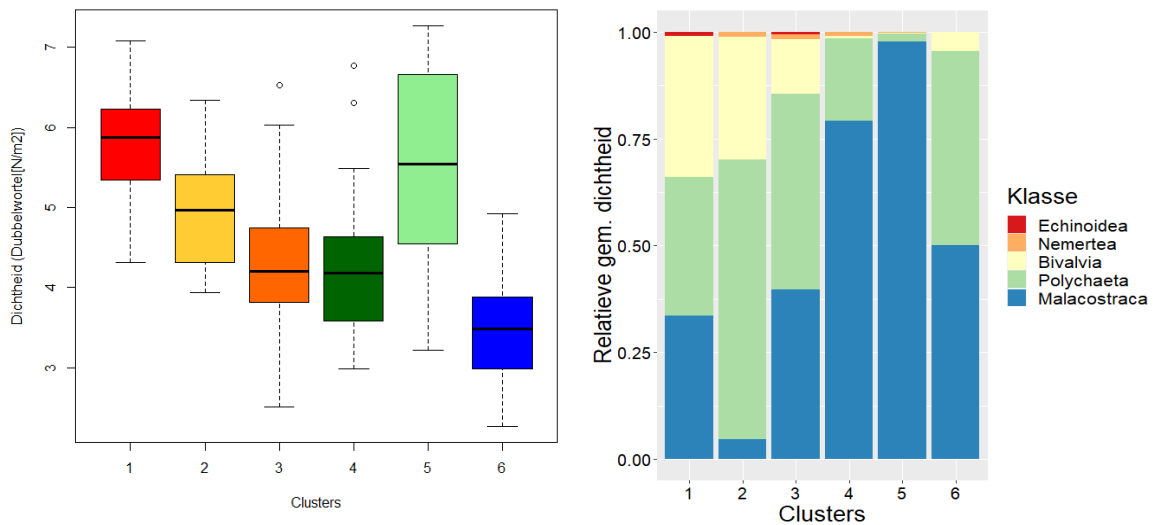 Dichtheid (Dubbelwortel[N/m2])
7
6
5
4
3
1 2 3 4 5 6
Clusters
Relatieve gem. dichtheid
1.00
0.75
0.50
0.25
0.00
1 2 3 4 5 6
Clusters
Klasse
Echinoidea
Nemertea
Bivalvia
Polychaeta
Malacostraca